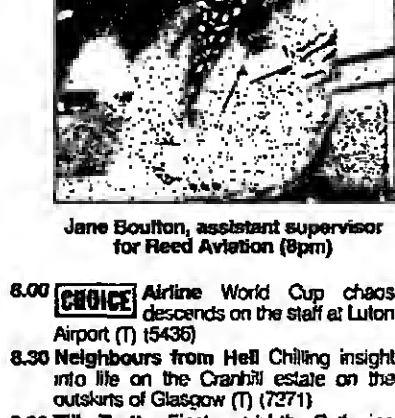 Jane Boulton, assistant supervisor
for Reed Aviation (8pm)
8.00 CHOICE Airline World Cup chaos
descends on the staff at Luton
Airport (T) (5435)
8.30 Neighbours from Hell Chilling insight
into life on the Cranhill estate on the
outskirts of Glasgow (T) (7271)